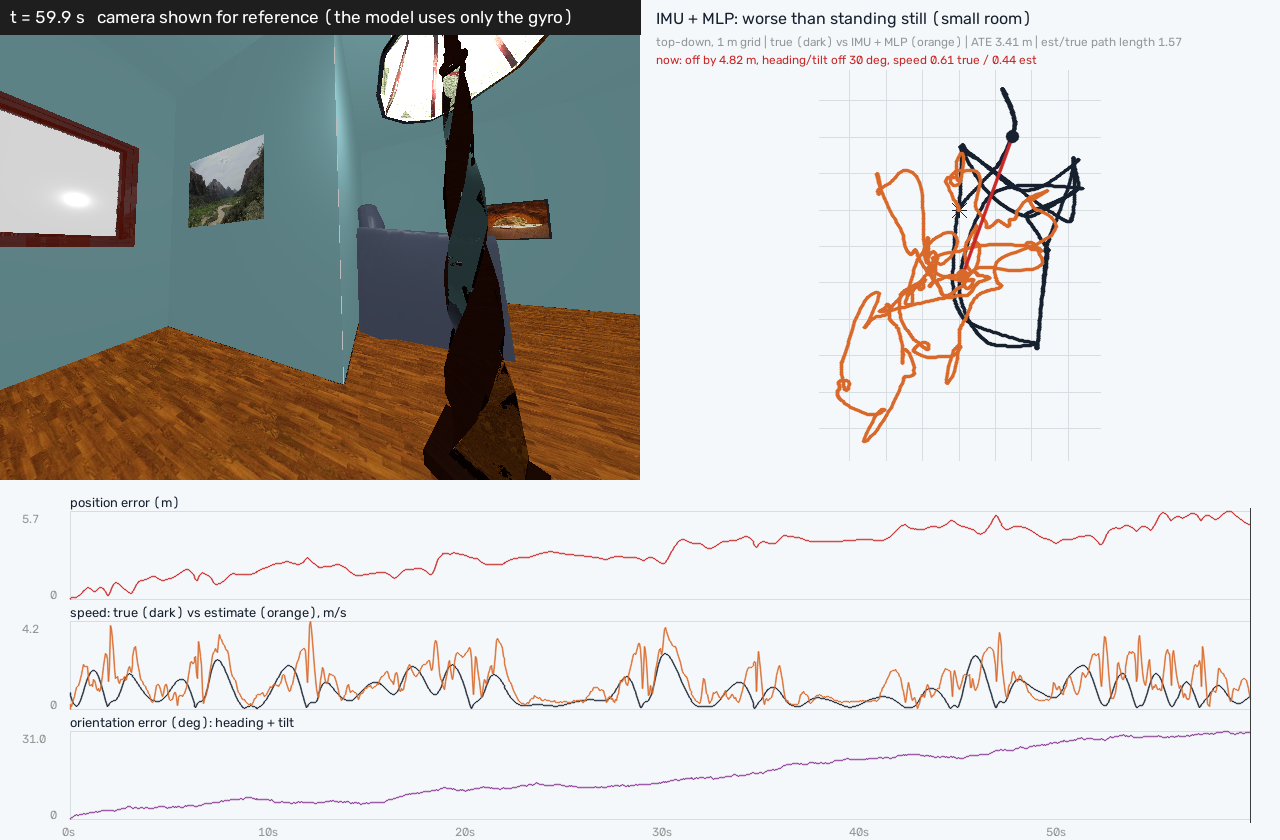 t = 59.9 s   camera shown for reference (the model uses only the gyro)
IMU + MLP: worse than standing still (small room)
top-down, 1 m grid | true (dark) vs IMU + MLP (orange) | ATE 3.41 m | est/true path length 1.57
now: off by 4.82 m, heading/tilt off 30 deg, speed 0.61 true / 0.44 est
position error (m)
5.7
0
speed: true (dark) vs estimate (orange), m/s
4.2
0
orientation error (deg): heading + tilt
31.0
0
0s 10s 20s 30s 40s 50s